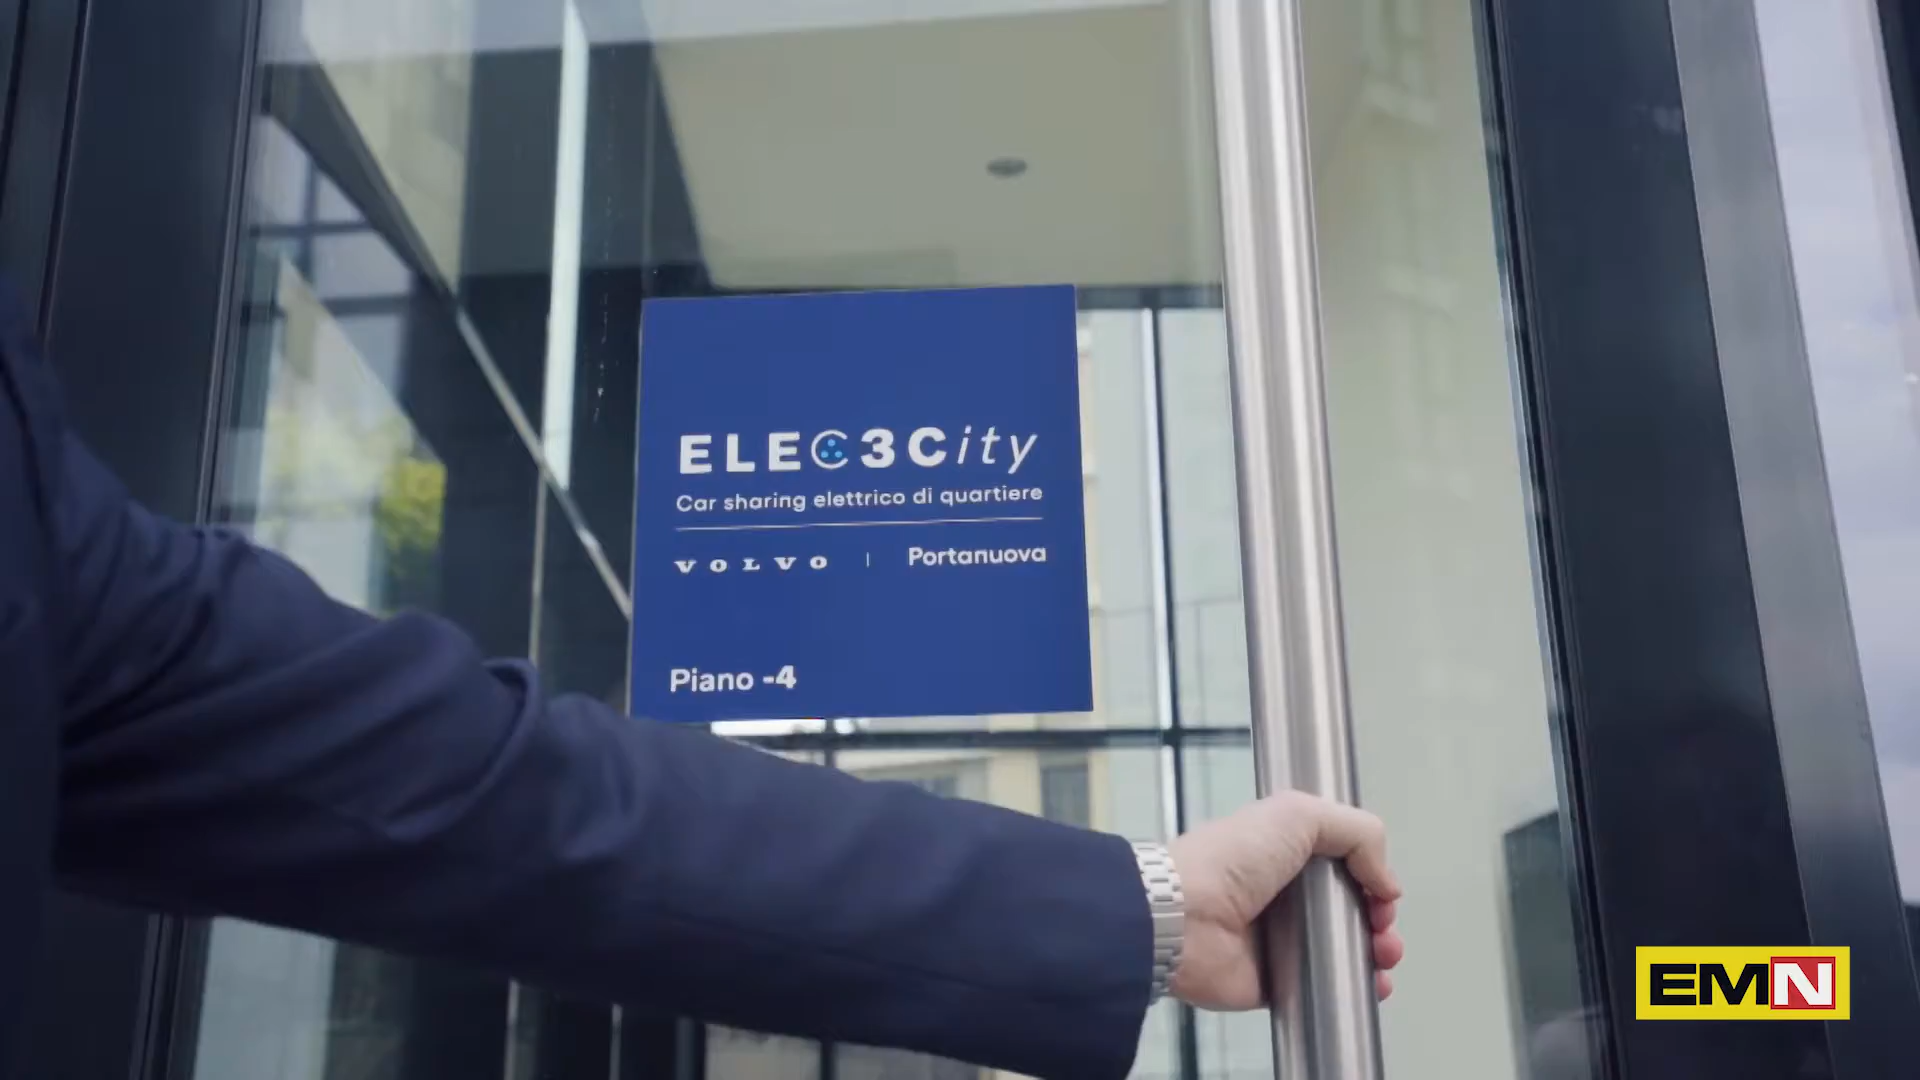 ELEC3City
Car sharing elettrico di quartiere
VOLVO | Portanuova
Piano -4
EMN